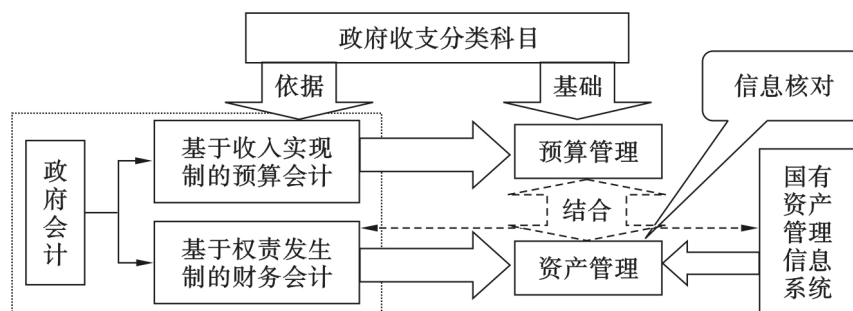 政府收支分类科目
依据
基础
信息核对
政府会计
基于收入实现
制的预算会计
预算管理
结合
基于权责发生
制的财务会计
资产管理
国有
资产
管理
信息
系统